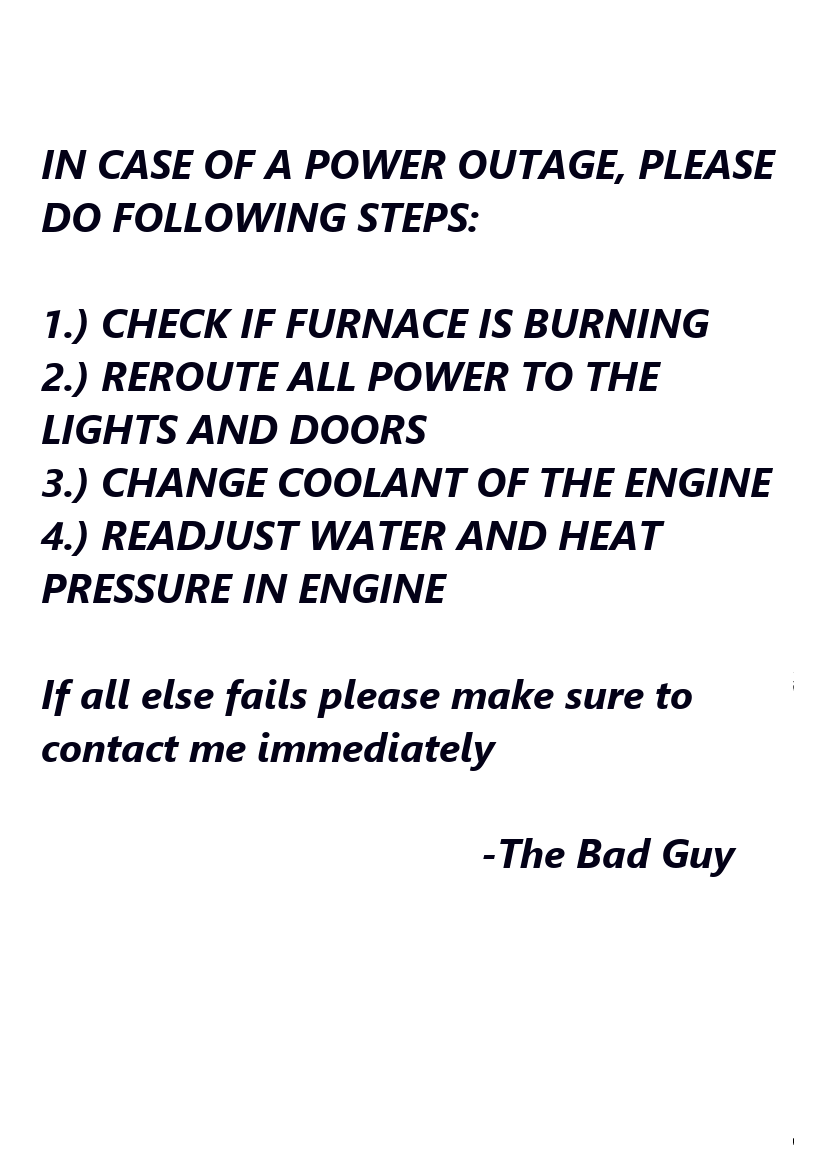 IN CASE OF A POWER OUTAGE, PLEASE
DO FOLLOWING STEPS:
1.) CHECK IF FURNACE IS BURNING
2.) REROUTE ALL POWER TO THE
LIGHTS AND DOORS
3.) CHANGE COOLANT OF THE ENGINE
4.) READJUST WATER AND HEAT
PRESSURE IN ENGINE
If all else fails please make sure to
contact me immediately
-The Bad Guy